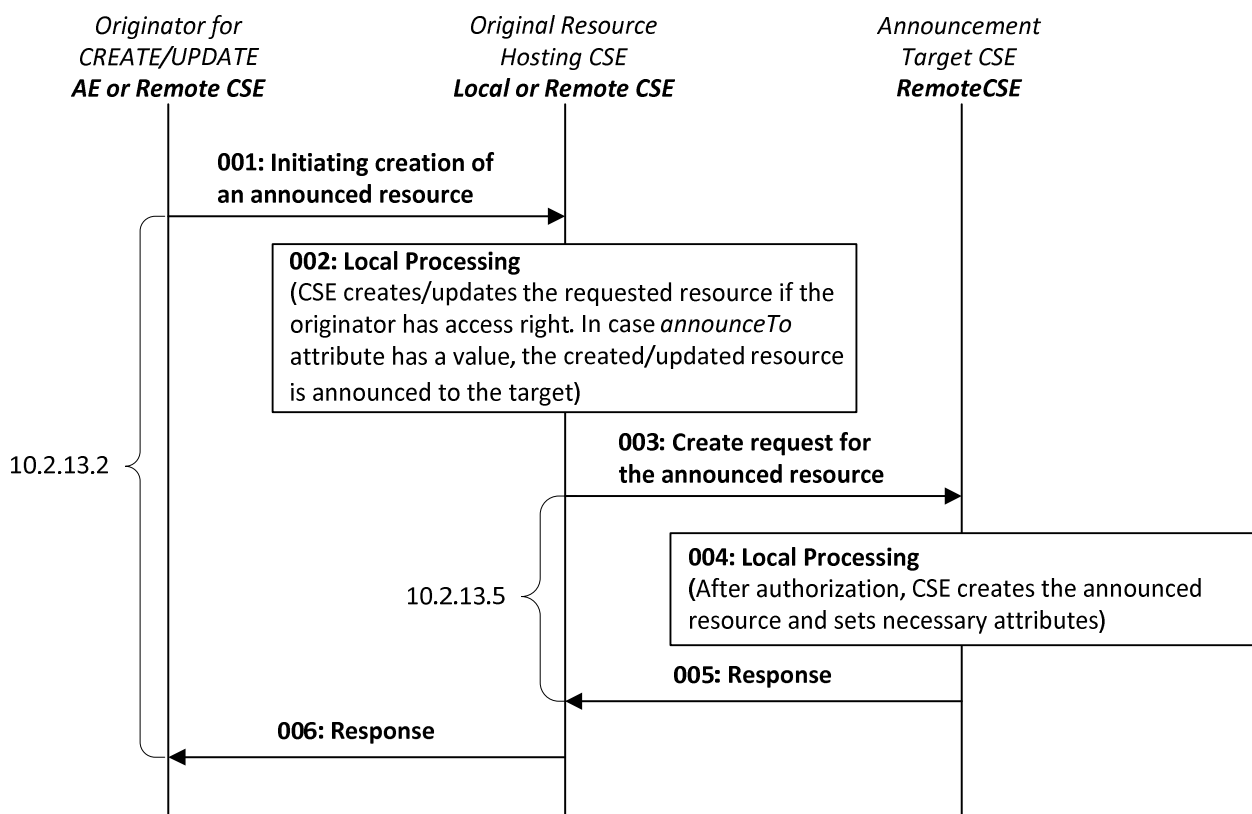 Originator for
CREATE/UPDATE
AE or Remote CSE
Original Resource
Hosting CSE
Local or Remote CSE
Announcement
Target CSE
RemoteCSE
001: Initiating creation of
an announced resource
002: Local Processing
(CSE creates/updates the requested resource if the
originator has access right. In case announceTo
attribute has a value, the created/updated resource
is announced to the target)
10.2.13.2
003: Create request for
the announced resource
004: Local Processing
(After authorization, CSE creates the announced
resource and sets necessary attributes)
10.2.13.5
005: Response
006: Response